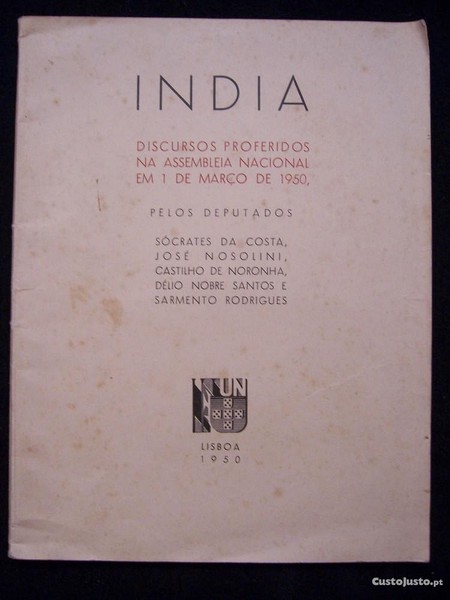 INDIA
DISCURSOS PROFERIDOS
NA ASSEMBLEIA NACIONAL
EM 1 DE MARÇO DE 1950,
PELOS DEPUTADOS
SÓCRATES DA COSTA,
JOSÉ NOSOLINI,
CASTILHO DE NORONHA,
DÉLIO NOBRE SANTOS E
SARMENTO RODRIGUES
UN
LISBOA
1950
CustoJusto.pt